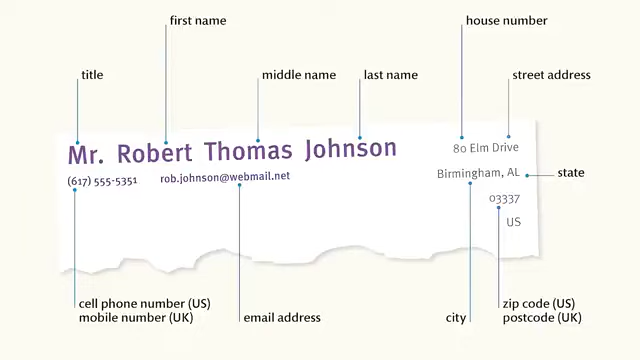 first name
house number
title
middle name
last name
street address
Mr. Robert Thomas Johnson
80 Elm Drive
(617) 555-5351
rob.johnson@webmail.net
Birmingham, AL
state
03337
US
cell phone number (US)
mobile number (UK)
email address
city
zip code (US)
postcode (UK)